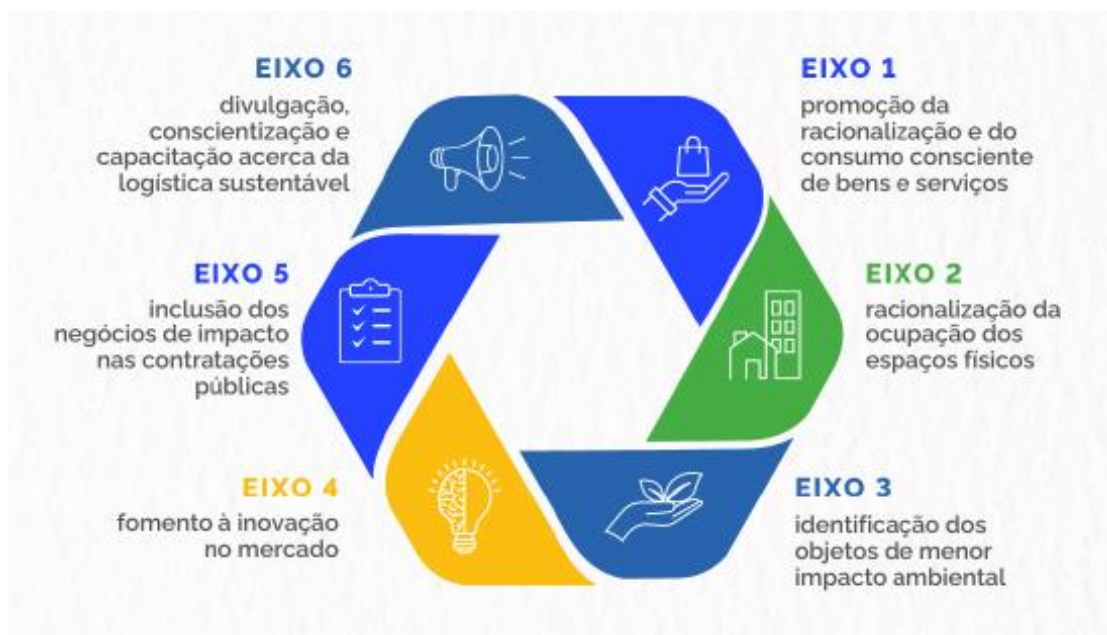 EIXO 1
promoção da
racionalização e do
consumo consciente
de bens e serviços
EIXO 2
racionalização da
ocupação dos
espaços físicos
EIXO 3
identificação dos
objetos de menor
impacto ambiental
EIXO 4
fomento à inovação
no mercado
EIXO 5
inclusão dos
negócios de impacto
nas contratações
públicas
EIXO 6
divulgação,
conscientização e
capacitação acerca da
logística sustentável